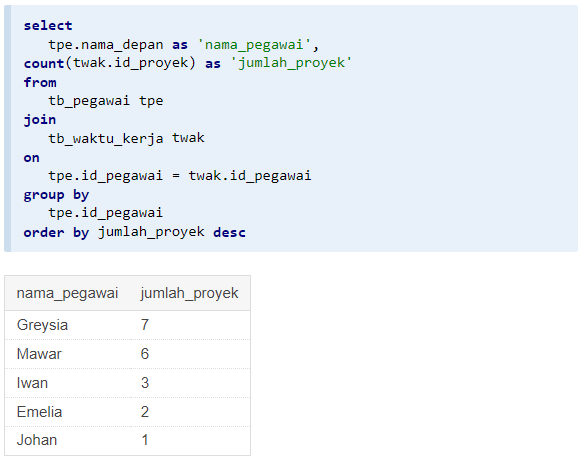 select
tpe.nama_depan as 'nama_pegawai',
count(twak.id_proyek) as 'jumlah_proyek'
from
tb_pegawai tpe
join
tb_waktu_kerja twak
on
tpe.id_pegawai = twak.id_pegawai
group by
tpe.id_pegawai
order by jumlah_proyek desc
nama_pegawai jumlah_proyek
Greysia 7
Mawar 6
Iwan 3
Emelia 2
Johan 1